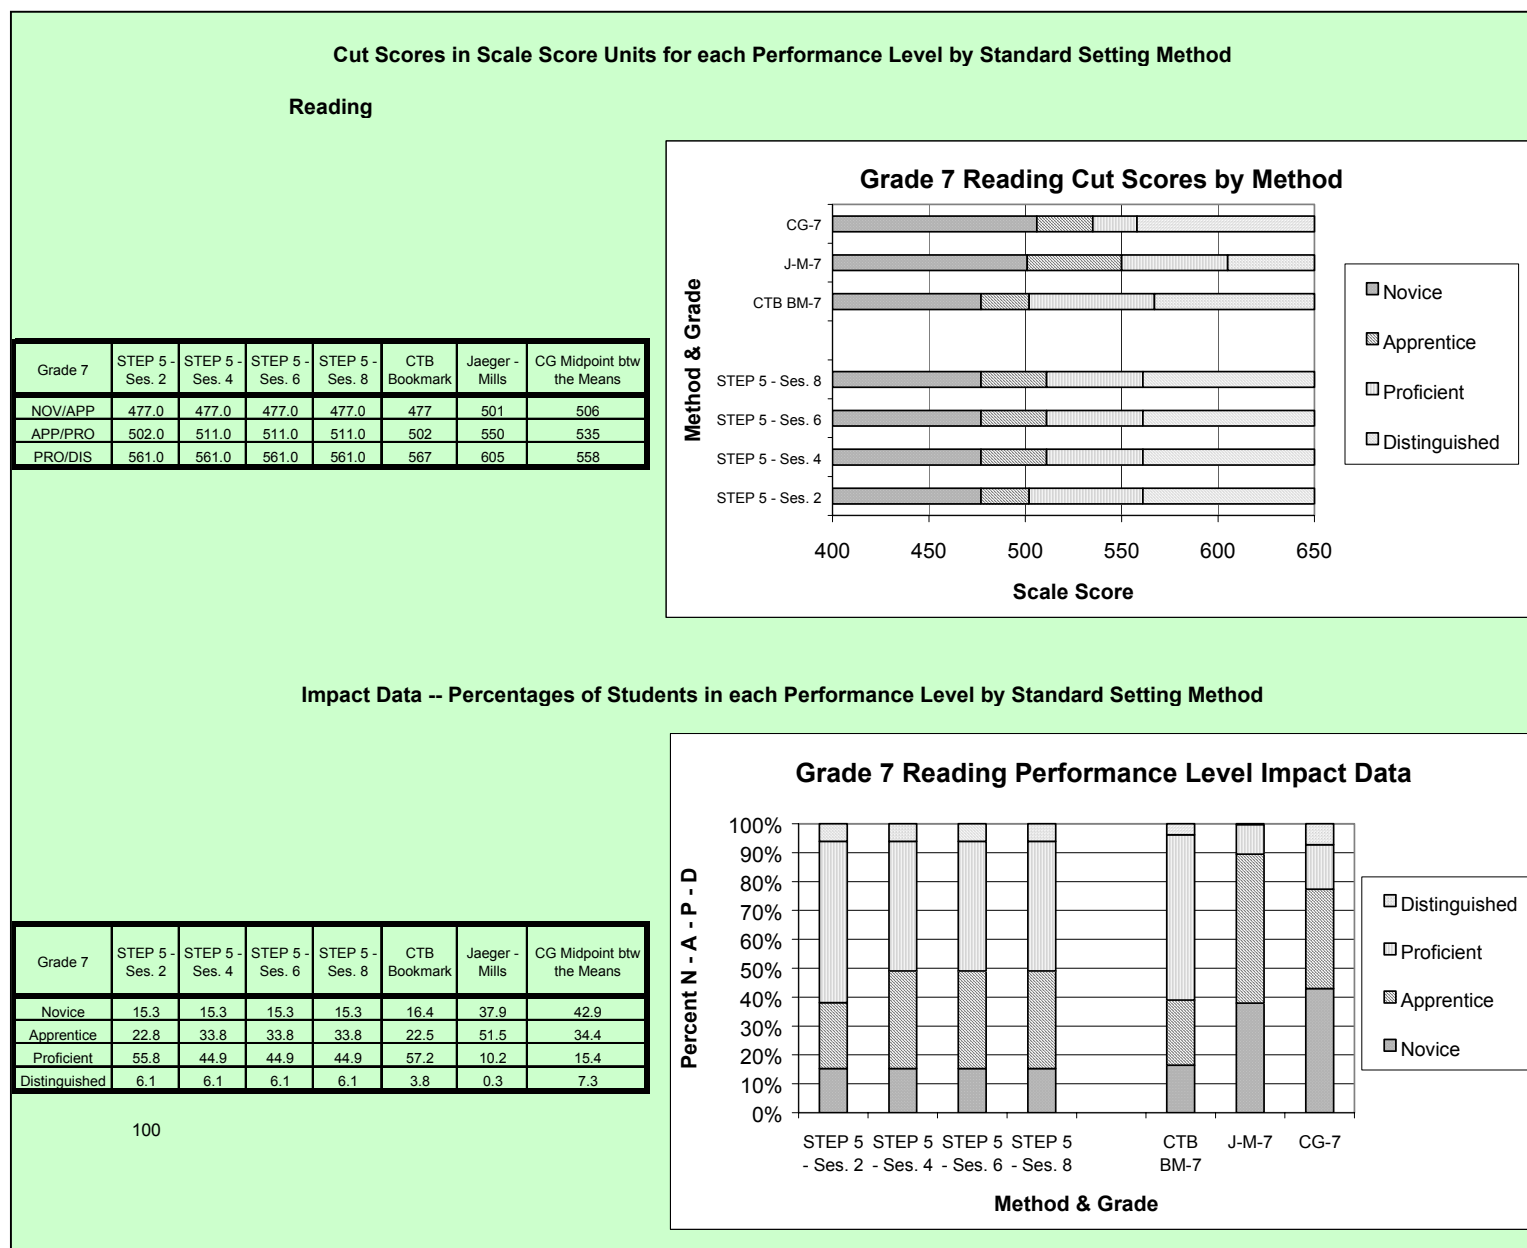 Cut Scores in Scale Score Units for each Performance Level by Standard Setting Method
Reading
Grade 7 Reading Cut Scores by Method
Method & Grade
CG-7
J-M-7
CTB BM-7
STEP 5 - Ses. 8
STEP 5 - Ses. 6
STEP 5 - Ses. 4
STEP 5 - Ses. 2
400 450 500 550 600 650
Scale Score
Novice
Apprentice
Proficient
Distinguished
Grade 7 STEP 5 - Ses. 2 STEP 5 - Ses. 4 STEP 5 - Ses. 6 STEP 5 - Ses. 8 CTB Bookmark Jaeger - Mills CG Midpoint btw the Means
NOV/APP 477.0 477.0 477.0 477.0 477 501 506
APP/PRO 502.0 511.0 511.0 511.0 502 550 535
PRO/DIS 561.0 561.0 561.0 561.0 567 605 558
Impact Data -- Percentages of Students in each Performance Level by Standard Setting Method
Grade 7 Reading Performance Level Impact Data
Percent N - A - P - D
100%
90%
80%
70%
60%
50%
40%
30%
20%
10%
0%
STEP 5 - Ses. 2 STEP 5 - Ses. 4 STEP 5 - Ses. 6 STEP 5 - Ses. 8 CTB BM-7 J-M-7 CG-7
Method & Grade
Distinguished
Proficient
Apprentice
Novice
Grade 7 STEP 5 - Ses. 2 STEP 5 - Ses. 4 STEP 5 - Ses. 6 STEP 5 - Ses. 8 CTB Bookmark Jaeger - Mills CG Midpoint btw the Means
Novice 15.3 15.3 15.3 15.3 16.4 37.9 42.9
Apprentice 22.8 33.8 33.8 33.8 22.5 51.5 34.4
Proficient 55.8 44.9 44.9 44.9 57.2 10.2 15.4
Distinguished 6.1 6.1 6.1 6.1 3.8 0.3 7.3
100